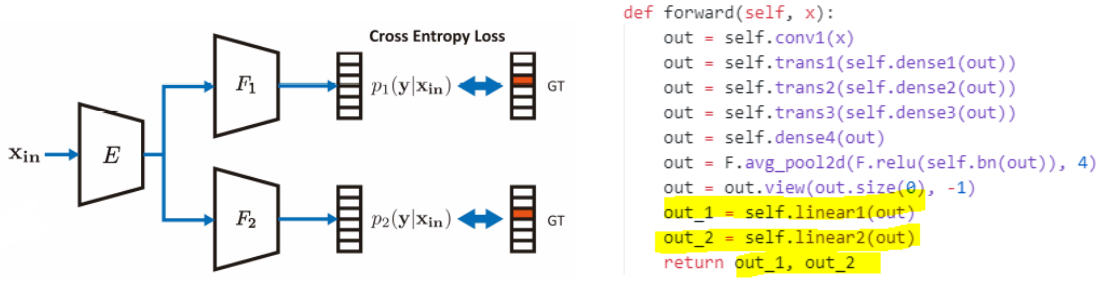 Cross Entropy Loss
F₁
p₁(y|x_in)
GT
x_in
E
F₂
p₂(y|x_in)
GT
def forward(self, x):
    out = self.conv1(x)
    out = self.trans1(self.dense1(out))
    out = self.trans2(self.dense2(out))
    out = self.trans3(self.dense3(out))
    out = self.dense4(out)
    out = F.avg_pool2d(F.relu(self.bn(out)), 4)
    out = out.view(out.size(0), -1)
    out_1 = self.linear1(out)
    out_2 = self.linear2(out)
    return out_1, out_2